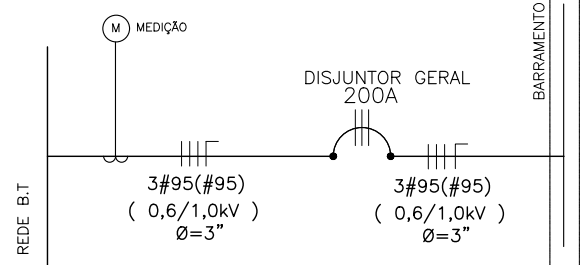 M MEDIÇÃO
BARRAMENTO
DISJUNTOR GERAL
200A
REDE B.T
3#95(#95)
( 0,6/1,0kV )
Ø=3"
3#95(#95)
( 0,6/1,0kV )
Ø=3"